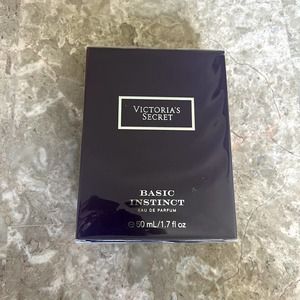 VICTORIA'S
SECRET
BASIC
INSTINCT
EAU DE PARFUM
℮ 50 mL/1.7 fl oz